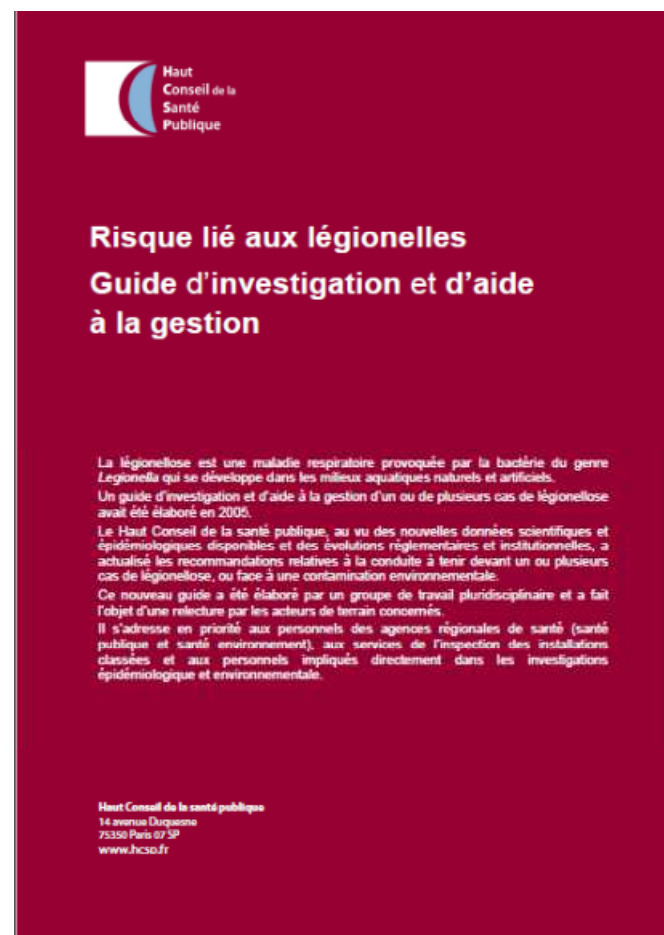 Haut
Conseil de la
Santé
Publique
Risque lié aux légionelles
Guide d'investigation et d'aide
à la gestion
La légionellose est une maladie respiratoire provoquée par la bactérie du genre
Legionella qui se développe dans les milieux aquatiques naturels et artificiels.
Un guide d'investigation et d'aide à la gestion d'un ou de plusieurs cas de légionellose
avait été élaboré en 2005.
Le Haut Conseil de la santé publique, au vu des nouvelles données scientifiques et
épidémiologiques disponibles et des évolutions réglementaires et institutionnelles, a
actualisé les recommandations relatives à la conduite à tenir devant un ou plusieurs
cas de légionellose, ou face à une contamination environnementale.
Ce nouveau guide a été élaboré par un groupe de travail pluridisciplinaire et a fait
l'objet d'une relecture par les acteurs de terrain concernés.
Il s'adresse en priorité aux personnels des agences régionales de santé (santé
publique et santé environnement), aux services de l'inspection des installations
classées et aux personnels impliqués directement dans les investigations
épidémiologique et environnementale.
Haut Conseil de la santé publique
14 avenue Duquesne
75350 Paris 07 SP
www.hcsp.fr